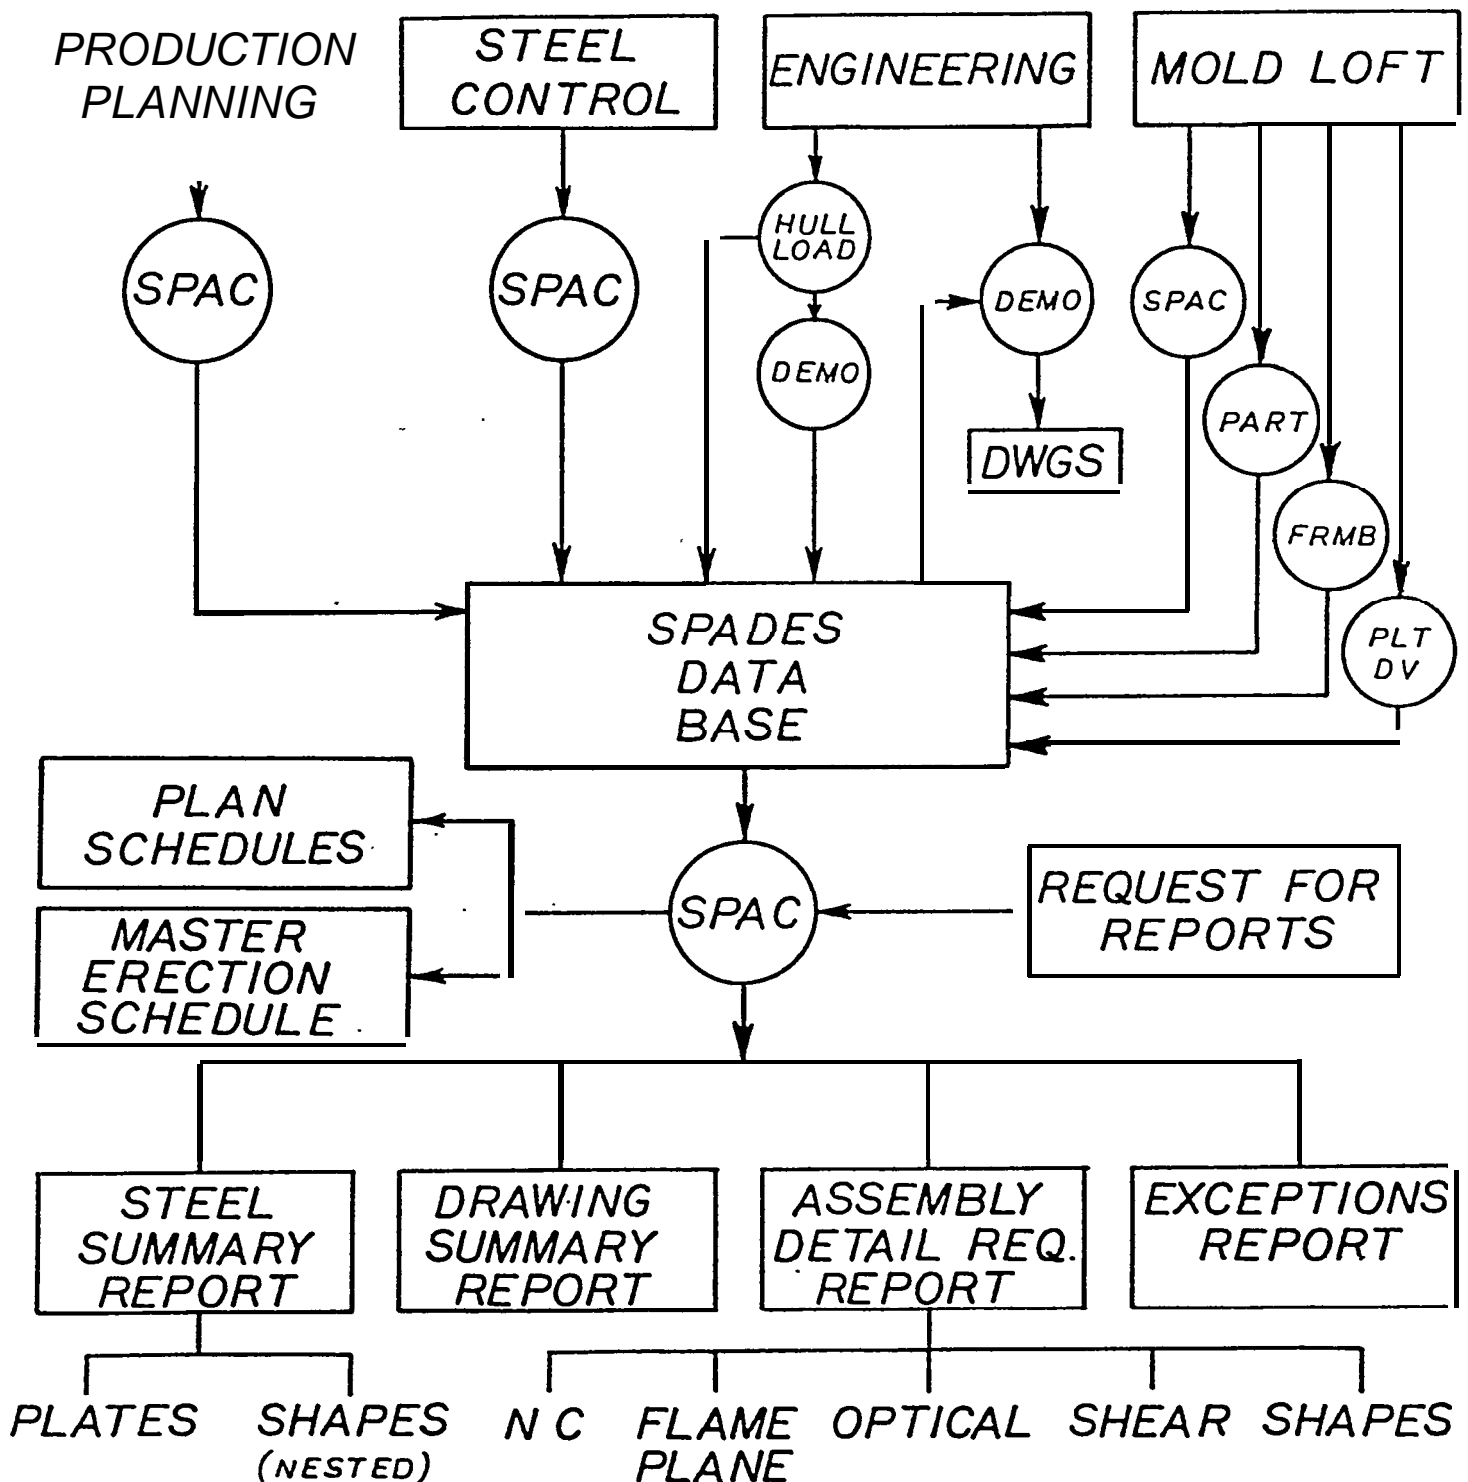 PRODUCTION
PLANNING
STEEL
CONTROL
ENGINEERING
MOLD LOFT
SPAC
SPAC
HULL
LOAD
DEMO
DEMO
SPAC
DWGS
PART
FRMB
PLT
DV
SPADES
DATA
BASE
PLAN
SCHEDULES
MASTER
ERECTION
SCHEDULE
SPAC
REQUEST FOR
REPORTS
STEEL
SUMMARY
REPORT
DRAWING
SUMMARY
REPORT
ASSEMBLY
DETAIL REQ.
REPORT
EXCEPTIONS
REPORT
PLATES
SHAPES
(NESTED)
NC
FLAME
PLANE
OPTICAL
SHEAR
SHAPES